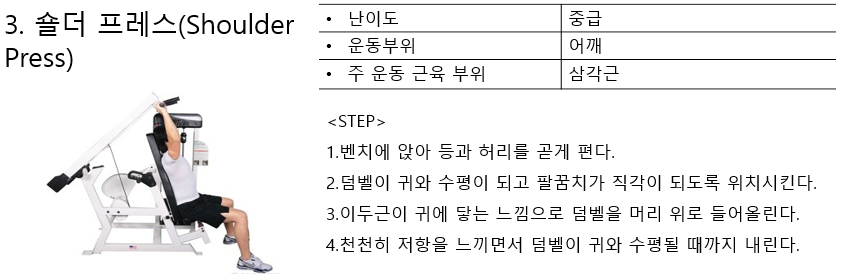 3. 숄더 프레스(Shoulder
Press)
• 난이도 중급
• 운동부위 어깨
• 주 운동 근육 부위 삼각근
<STEP>
1.벤치에 앉아 등과 허리를 곧게 편다.
2.덤벨이 귀와 수평이 되고 팔꿈치가 직각이 되도록 위치시킨다.
3.이두근이 귀에 닿는 느낌으로 덤벨을 머리 위로 들어올린다.
4.천천히 저항을 느끼면서 덤벨이 귀와 수평될 때까지 내린다.